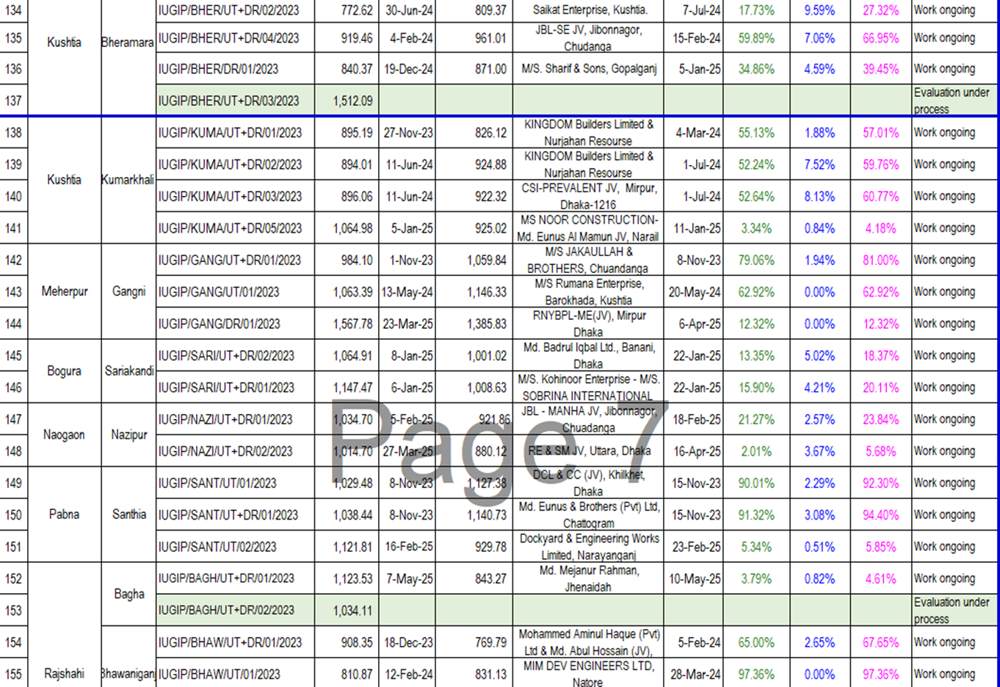 134 IUGIP/BHER/UT+DR/02/2023 772.62 30-Jun-24 809.37 Saikat Enterprise, Kushtia. 7-Jul-24 17.73% 9.59% 27.32% Work ongoing
JBL-SE JV, Jibonnagor,
135 IUGIP/BHER/UT+DR/04/2023 919.46 4-Feb-24 961.01 15-Feb-24 59.89% 7.06% 66.95% Work ongoing
Kushtia Bheramara
Chudanga
136 IUGIP/BHER/DR/01/2023 840.37 19-Dec-24 871.00 M/S. Sharif & Sons, Gopalganj 5-Jan-25 34.86% 4.59% 39.45% Work ongoing
Evaluation under
137 IUGIP/BHER/UT+DR/03/2023 1,512.09
process
KINGDOM Builders Limited &
138 IUGIP/KUMA/UT+DR/01/2023 895.19 27-Nov-23 826.12 4-Mar-24 55.13% 1.88% 57.01% Work ongoing
Nurjahan Resourse
KINGDOM Builders Limited &
139 IUGIP/KUMA/UT+DR/02/2023 894.01 11-Jun-24 924.88 1-Jul-24 52.24% 7.52% 59.76% Work ongoing
Nurjahan Resourse
Kushtia Kumarkhali
CSI-PREVALENT JV, Mirpur,
140 IUGIP/KUMA/UT+DR/03/2023 896.06 11-Jun-24 922.32 1-Jul-24 52.64% 8.13% 60.77% Work ongoing
Dhaka-1216
MS NOOR CONSTRUCTION-
141 IUGIP/KUMA/UT+DR/05/2023 1,064.98 5-Jan-25 925.02 11-Jan-25 3.34% 0.84% 4.18% Work ongoing
Md. Eunus Al Mamun JV, Narail
M/S JAKAULLAH &
142 IUGIP/GANG/UT+DR/01/2023 984.10 1-Nov-23 1,059.84 8-Nov-23 79.06% 1.94% 81.00% Work ongoing
BROTHERS, Chuandanga
M/S Rumana Enterprise,
143 Meherpur Gangni IUGIP/GANG/UT/01/2023 1,063.39 13-May-24 1,146.33 20-May-24 62.92% 0.00% 62.92% Work ongoing
Barokhada, Kushtia
RNYBPL-ME(JV), Mirpur
144 IUGIP/GANG/DR/01/2023 1,567.78 23-Mar-25 1,385.83 6-Apr-25 12.32% 0.00% 12.32% Work ongoing
Dhaka
Md. Badrul Iqbal Ltd., Banani,
145 IUGIP/SARI/UT+DR/02/2023 1,064.91 8-Jan-25 1,001.02 22-Jan-25 13.35% 5.02% 18.37% Work ongoing
Dhaka
Bogura Sariakandi
M/S. Kohinoor Enterprise - M/S.
146 IUGIP/SARI/UT+DR/01/2023 1,147.47 6-Jan-25 1,008.63 22-Jan-25 15.90% 4.21% 20.11% Work ongoing
SOBRINA INTERNATIONAL
JBL - MANHA JV, Jibonnagor,
147 IUGIP/NAZI/UT+DR/01/2023 1,034.70 5-Feb-25 921.86 18-Feb-25 21.27% 2.57% 23.84% Work ongoing
Chuadanga
Naogaon Nazipur
Page 7
148 IUGIP/NAZI/UT+DR/02/2023 1,014.70 27-Mar-25 880.12 RE & SM JV, Uttara, Dhaka 16-Apr-25 2.01% 3.67% 5.68% Work ongoing
DCL & CC (JV), Khilkhet,
149 IUGIP/SANT/UT/01/2023 1,029.48 8-Nov-23 1,127.38 15-Nov-23 90.01% 2.29% 92.30% Work ongoing
Dhaka
Md. Eunus & Brothers (Pvt) Ltd,
150 Pabna Santhia IUGIP/SANT/UT+DR/01/2023 1,038.44 8-Nov-23 1,140.73 15-Nov-23 91.32% 3.08% 94.40% Work ongoing
Chattogram
Dockyard & Engineering Works
151 IUGIP/SANT/UT/02/2023 1,121.81 16-Feb-25 929.78 23-Feb-25 5.34% 0.51% 5.85% Work ongoing
Limited, Narayanganj
Md. Mejanur Rahman,
152 IUGIP/BAGH/UT+DR/01/2023 1,123.53 7-May-25 843.27 10-May-25 3.79% 0.82% 4.61% Work ongoing
Jhenaidah
Bagha
Evaluation under
153 IUGIP/BAGH/UT+DR/02/2023 1,034.11
process
Mohammed Aminul Haque (Pvt)
154 IUGIP/BHAW/UT+DR/01/2023 908.35 18-Dec-23 769.79 5-Feb-24 65.00% 2.65% 67.65% Work ongoing
Ltd & Md. Abul Hossain (JV),
MIM DEV ENGINEERS LTD,
155 Rajshahi Bhawaniganj IUGIP/BHAW/UT/01/2023 810.87 12-Feb-24 831.13 28-Mar-24 97.36% 0.00% 97.36% Work ongoing
Natore